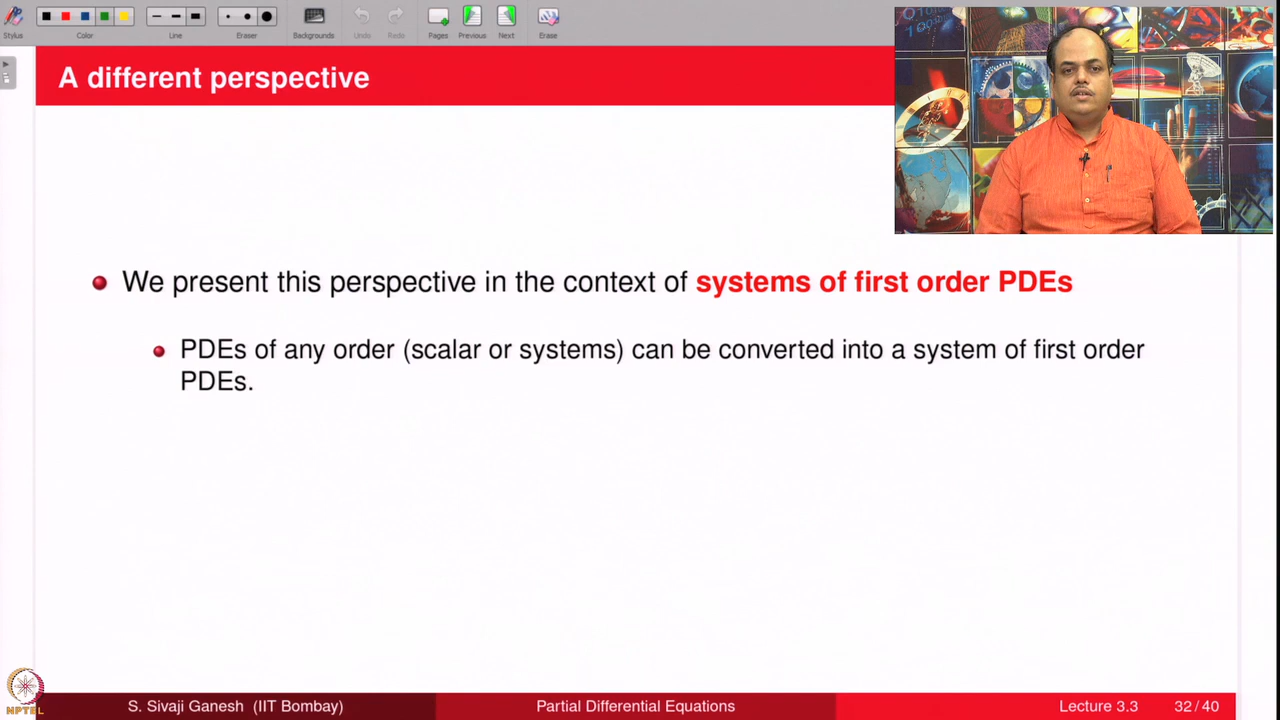 Stylus
Color
Line
Eraser
Backgrounds
Undo
Redo
Pages
Previous
Next
Erase
A different perspective
We present this perspective in the context of systems of first order PDEs
PDEs of any order (scalar or systems) can be converted into a system of first order
PDEs.
NPTEL
S. Sivaji Ganesh (IIT Bombay)
Partial Differential Equations
Lecture 3.3
32/40